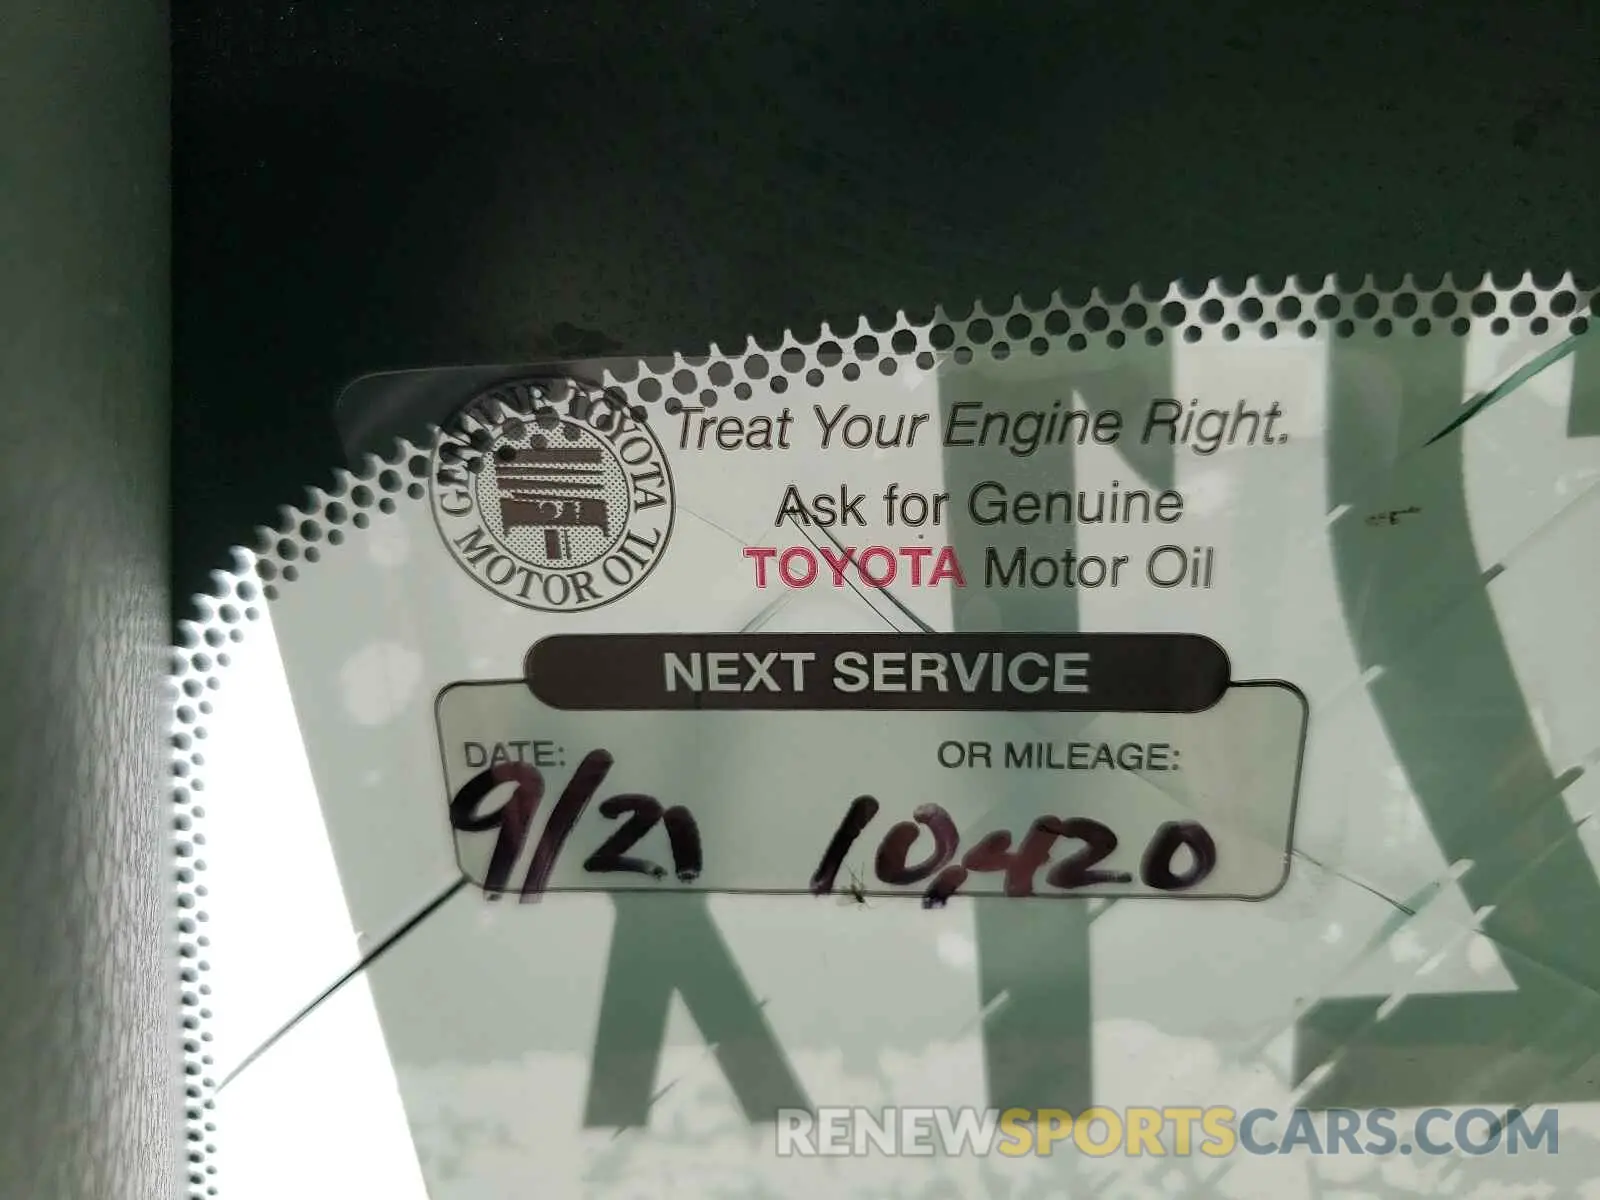 GENUINE TOYOTA MOTOR OIL
Treat Your Engine Right.
Ask for Genuine
TOYOTA Motor Oil
NEXT SERVICE
DATE: OR MILEAGE:
9/21 10,420
RENEWSPORTSCARS.COM